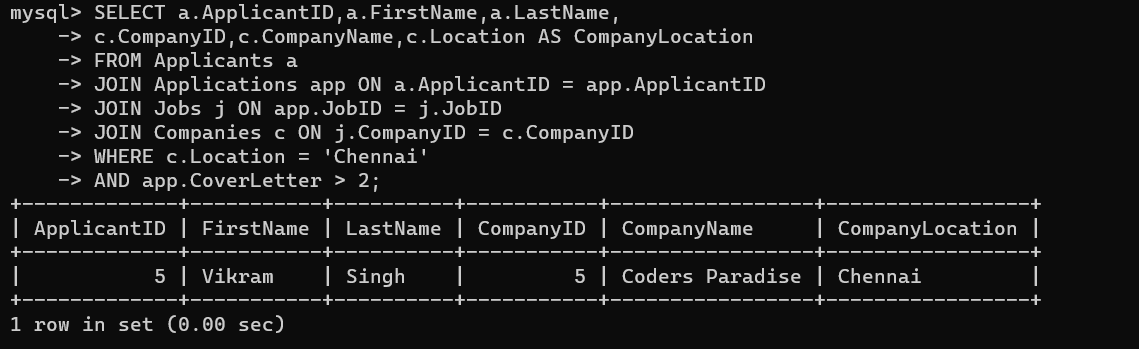 mysql> SELECT a.ApplicantID,a.FirstName,a.LastName,
    -> c.CompanyID,c.CompanyName,c.Location AS CompanyLocation
    -> FROM Applicants a
    -> JOIN Applications app ON a.ApplicantID = app.ApplicantID
    -> JOIN Jobs j ON app.JobID = j.JobID
    -> JOIN Companies c ON j.CompanyID = c.CompanyID
    -> WHERE c.Location = 'Chennai'
    -> AND app.CoverLetter > 2;
+-------------+-----------+----------+-----------+-----------------+-----------------+
| ApplicantID | FirstName | LastName | CompanyID | CompanyName     | CompanyLocation |
+-------------+-----------+----------+-----------+-----------------+-----------------+
|           5 | Vikram    | Singh    |         5 | Coders Paradise | Chennai         |
+-------------+-----------+----------+-----------+-----------------+-----------------+
1 row in set (0.00 sec)